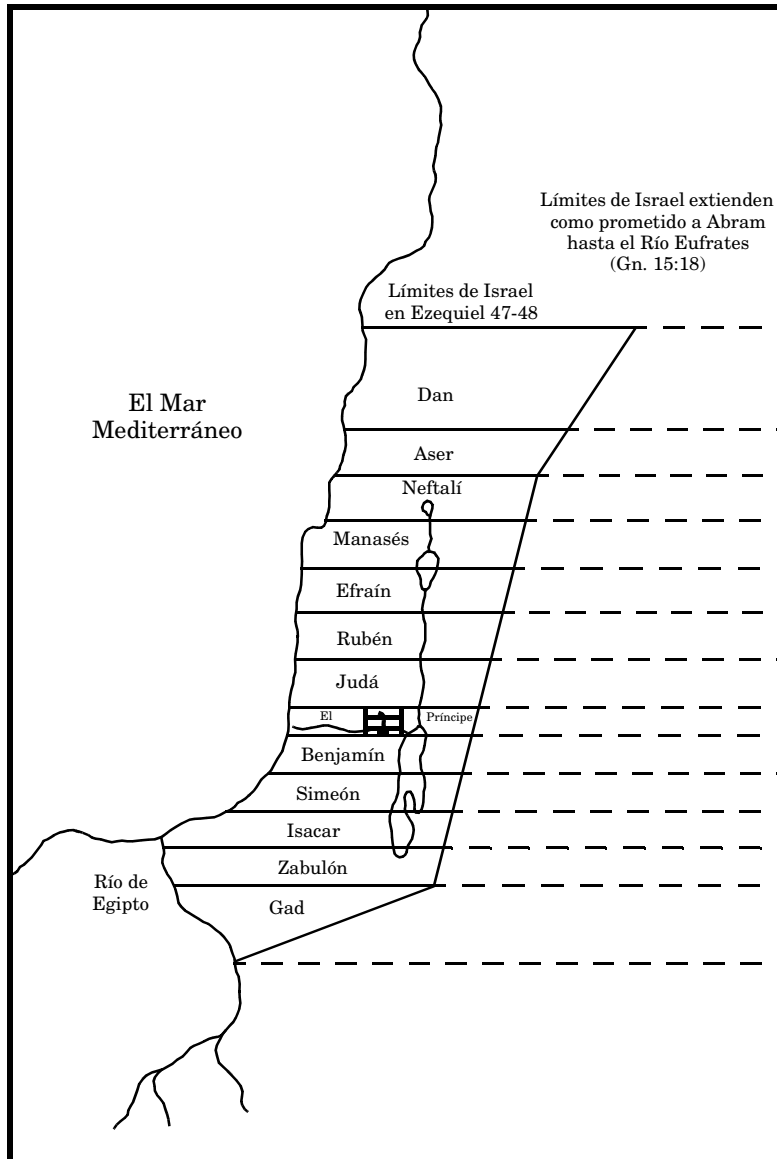 Límites de Israel extienden
como prometido a Abram
hasta el Río Eufrates
(Gn. 15:18)
Límites de Israel
en Ezequiel 47-48
El Mar
Mediterráneo
Dan
Aser
Neftalí
Manasés
Efraín
Rubén
Judá
El Príncipe
Benjamín
Simeón
Isacar
Zabulón
Río de
Egipto
Gad